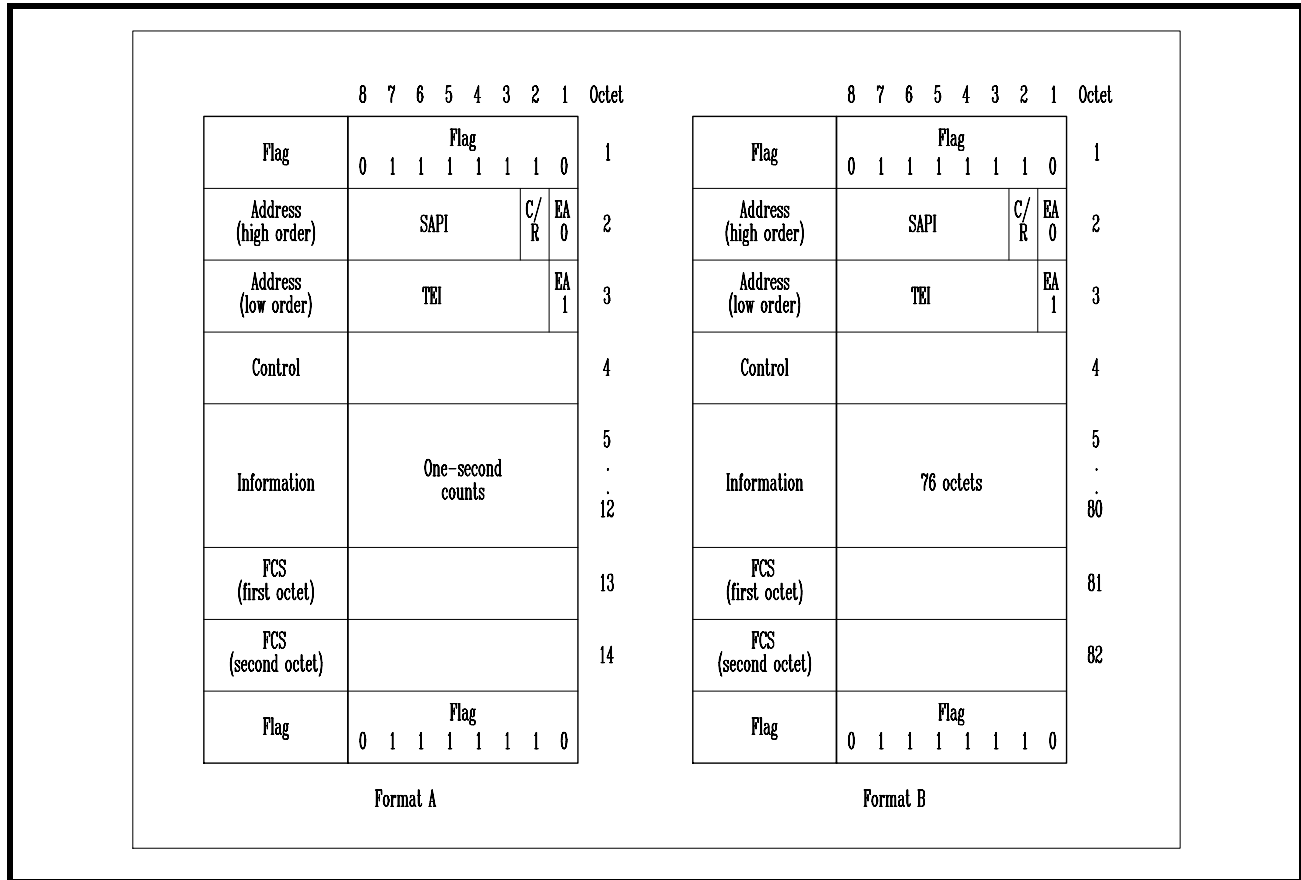 8 7 6 5 4 3 2 1 Octet
Flag
Flag
0 1 1 1 1 1 1 0
1
Address
(high order)
SAPI
C/
R
EA
0
2
Address
(low order)
TEI
EA
1
3
Control
4
Information
One-second
counts
5
.
.
12
FCS
(first octet)
13
FCS
(second octet)
14
Flag
Flag
0 1 1 1 1 1 1 0
Format A
8 7 6 5 4 3 2 1 Octet
Flag
Flag
0 1 1 1 1 1 1 0
1
Address
(high order)
SAPI
C/
R
EA
0
2
Address
(low order)
TEI
EA
1
3
Control
4
Information
76 octets
5
.
.
80
FCS
(first octet)
81
FCS
(second octet)
82
Flag
Flag
0 1 1 1 1 1 1 0
Format B